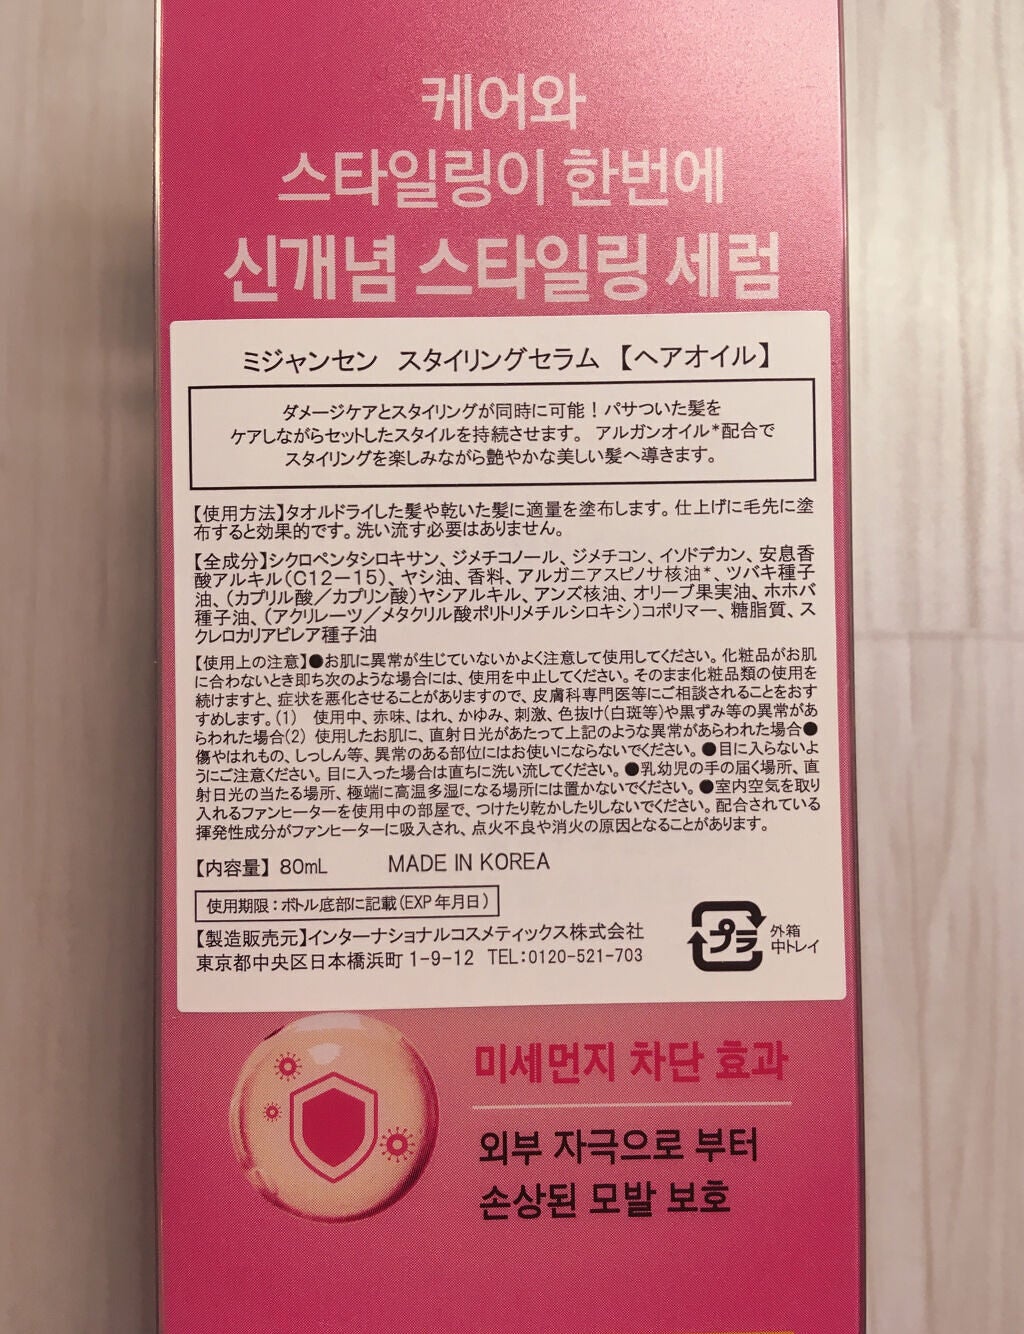 케어와
스타일링이 한번에
신개념 스타일링 세럼
ミジャンセン スタイリングセラム 【ヘアオイル】
ダメージケアとスタイリングが同時に可能！パサついた髪を
ケアしながらセットしたスタイルを持続させます。 アルガンオイル*配合で
スタイリングを楽しみながら艶やかな美しい髪へ導きます。
【使用方法】タオルドライした髪や乾いた髪に適量を塗布します。仕上げに毛先に塗
布すると効果的です。洗い流す必要はありません。
【全成分】シクロペンタシロキサン、ジメチコノール、ジメチコン、イソドデカン、安息香
酸アルキル（C12－15）、ヤシ油、香料、アルガニアスピノサ核油*、ツバキ種子
油、（カプリル酸／カプリン酸）ヤシアルキル、アンズ核油、オリーブ果実油、ホホバ
種子油、（アクリレーツ／メタクリル酸ポリトリメチルシロキシ）コポリマー、糖脂質、ス
クレロカリアビレア種子油
【使用上の注意】●お肌に異常が生じていないかよく注意して使用してください。化粧品がお肌
に合わないとき即ち次のような場合には、使用を中止してください。そのまま化粧品類の使用を
続けますと、症状を悪化させることがありますので、皮膚科専門医等にご相談されることをおす
すめします。(1) 使用中、赤味、はれ、かゆみ、刺激、色抜け(白斑等)や黒ずみ等の異常があ
らわれた場合(2) 使用したお肌に、直射日光があたって上記のような異常があらわれた場合●
傷やはれもの、しっしん等、異常のある部位にはお使いにならないでください。●目に入らないよ
うにご注意ください。目に入った場合は直ちに洗い流してください。●乳幼児の手の届く場所、直
射日光の当たる場所、極端に高温多湿になる場所には置かないでください。●室内空気を取り
入れるファンヒーターを使用中の部屋で、つけたり乾かしたりしないでください。配合されている
揮発性成分がファンヒーターに吸入され、点火不良や消火の原因となることがあります。
【内容量】 80mL MADE IN KOREA
使用期限：ボトル底部に記載（EXP 年月日）
【製造販売元】インターナショナルコスメティックス株式会社
東京都中央区日本橋浜町 1-9-12 TEL:0120-521-703
プラ
外箱
中トレイ
미세먼지 차단 효과
외부 자극으로 부터
손상된 모발 보호